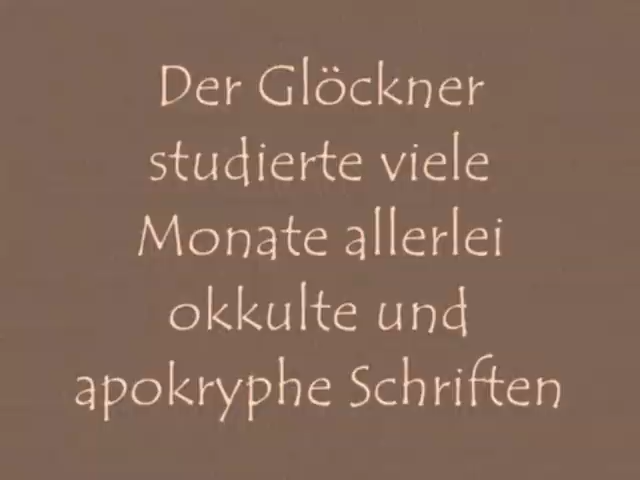 Der Glöckner
studierte viele
Monate allerlei
okkulte und
apokryphe Schriften